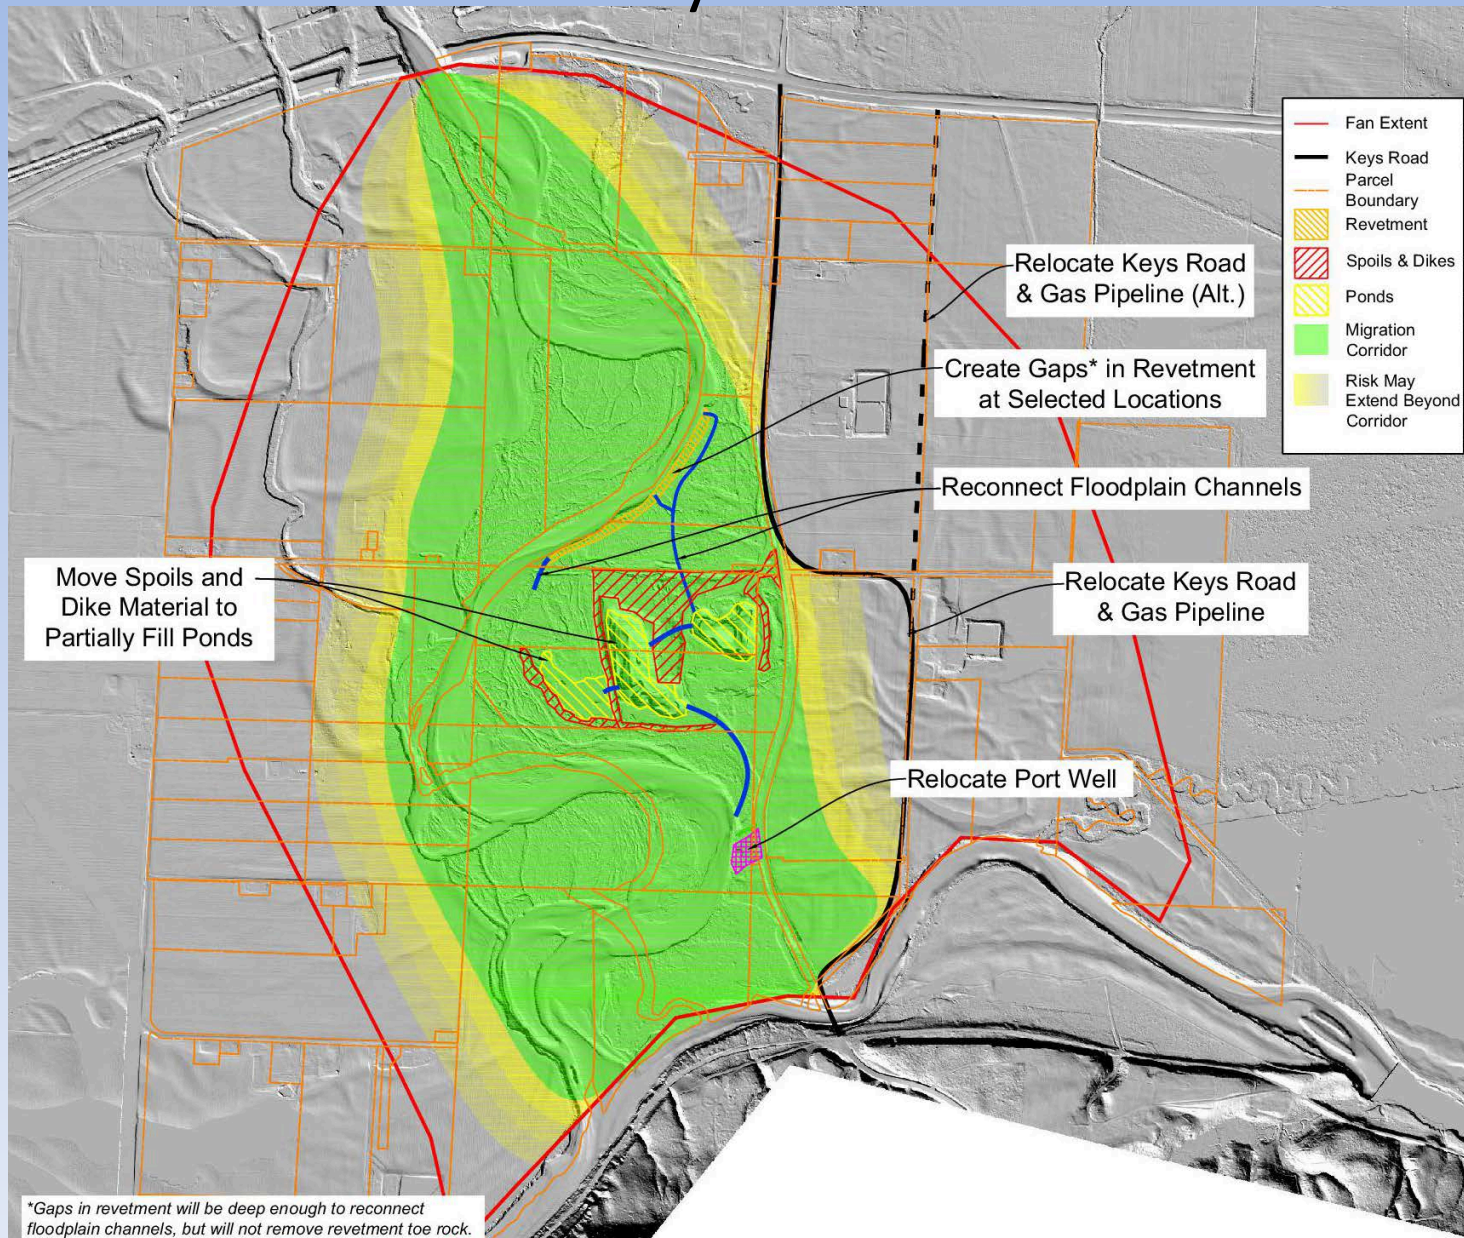 Fan Extent
Keys Road
Parcel
Boundary
Revetment
Spoils & Dikes
Ponds
Migration
Corridor
Risk May
Extend Beyond
Corridor
Relocate Keys Road
& Gas Pipeline (Alt.)
Create Gaps* in Revetment
at Selected Locations
Reconnect Floodplain Channels
Move Spoils and
Dike Material to
Partially Fill Ponds
Relocate Keys Road
& Gas Pipeline
Relocate Port Well
*Gaps in revetment will be deep enough to reconnect
floodplain channels, but will not remove revetment toe rock.